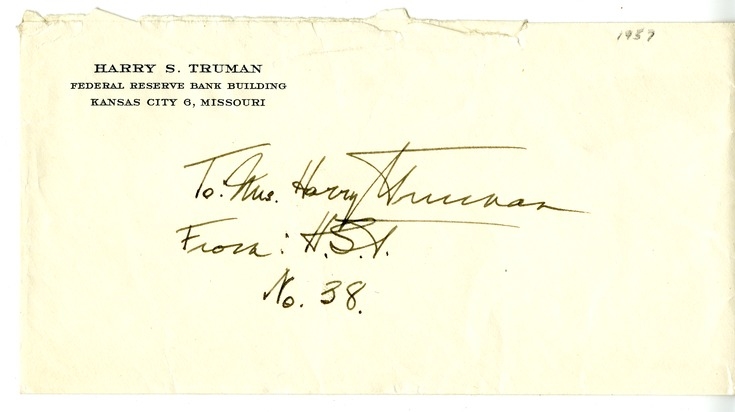 1957
HARRY S. TRUMAN
FEDERAL RESERVE BANK BUILDING
KANSAS CITY 6, MISSOURI
To: Mrs. Harry S Truman
From: H.S.T.
No. 38.